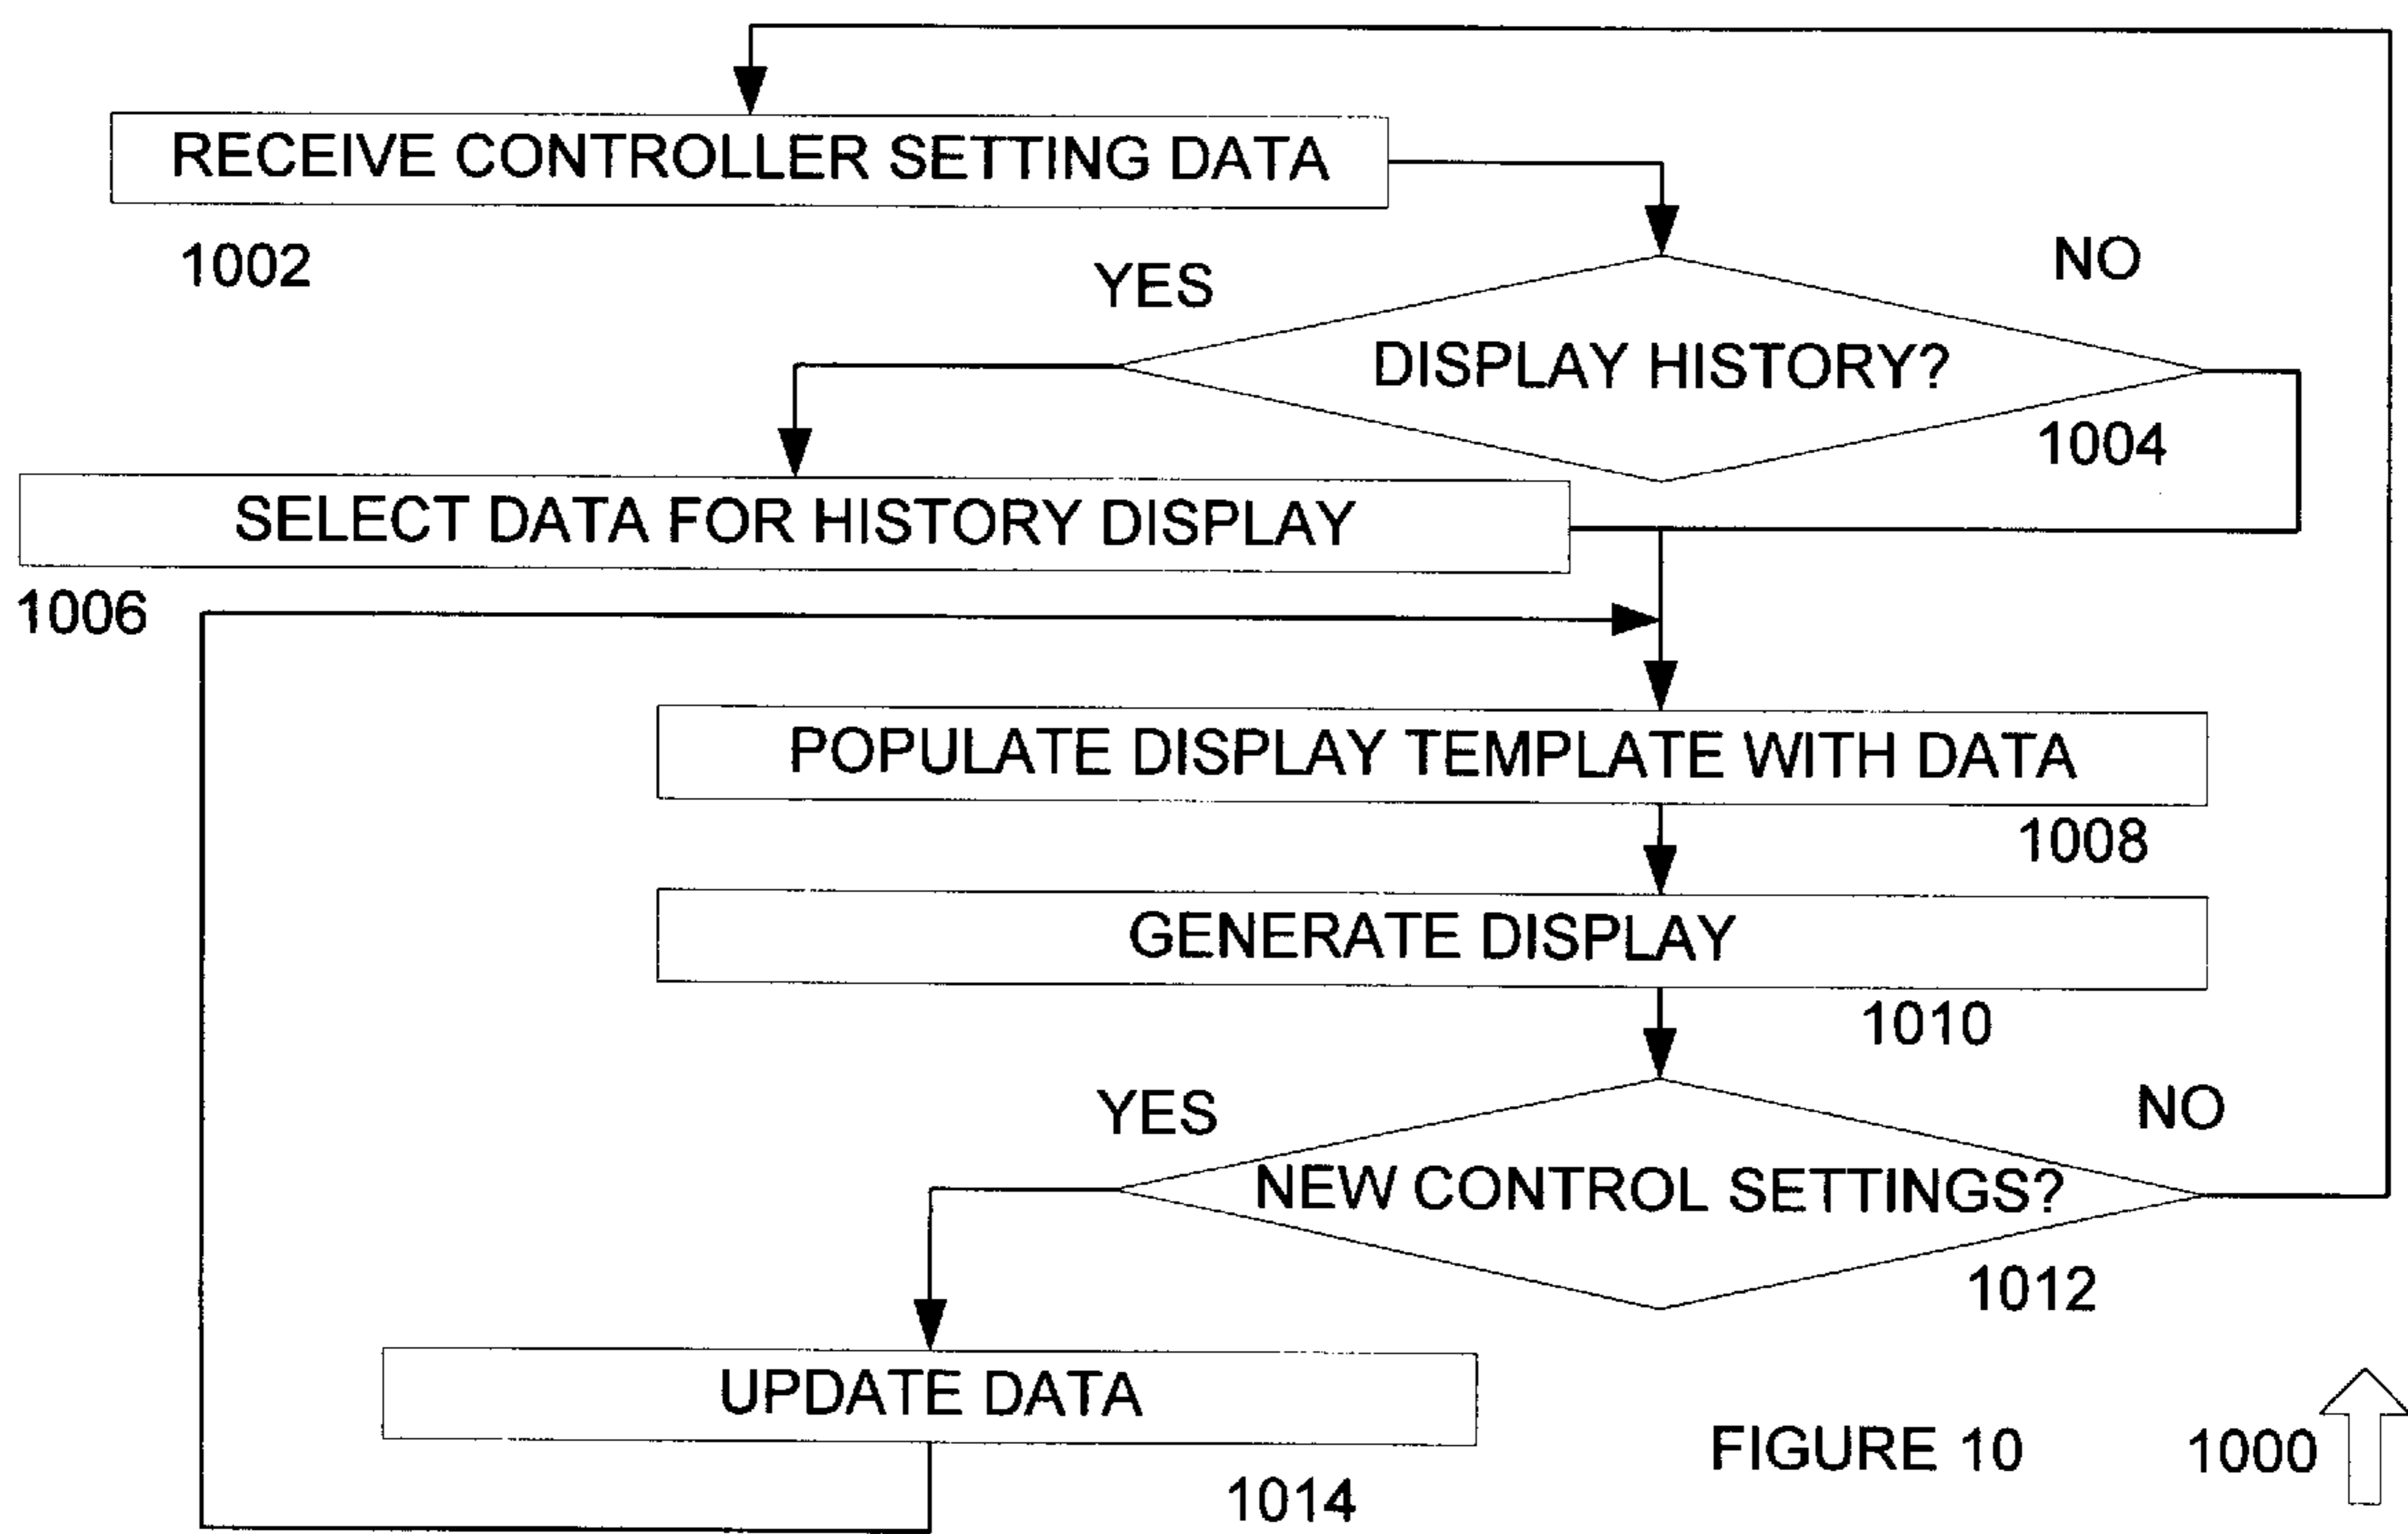 RECEIVE CONTROLLER SETTING DATA
1002
YES
NO
DISPLAY HISTORY?
1004
SELECT DATA FOR HISTORY DISPLAY
1006
POPULATE DISPLAY TEMPLATE WITH DATA
1008
GENERATE DISPLAY
1010
YES
NO
NEW CONTROL SETTINGS?
1012
UPDATE DATA
1014
FIGURE 10
1000